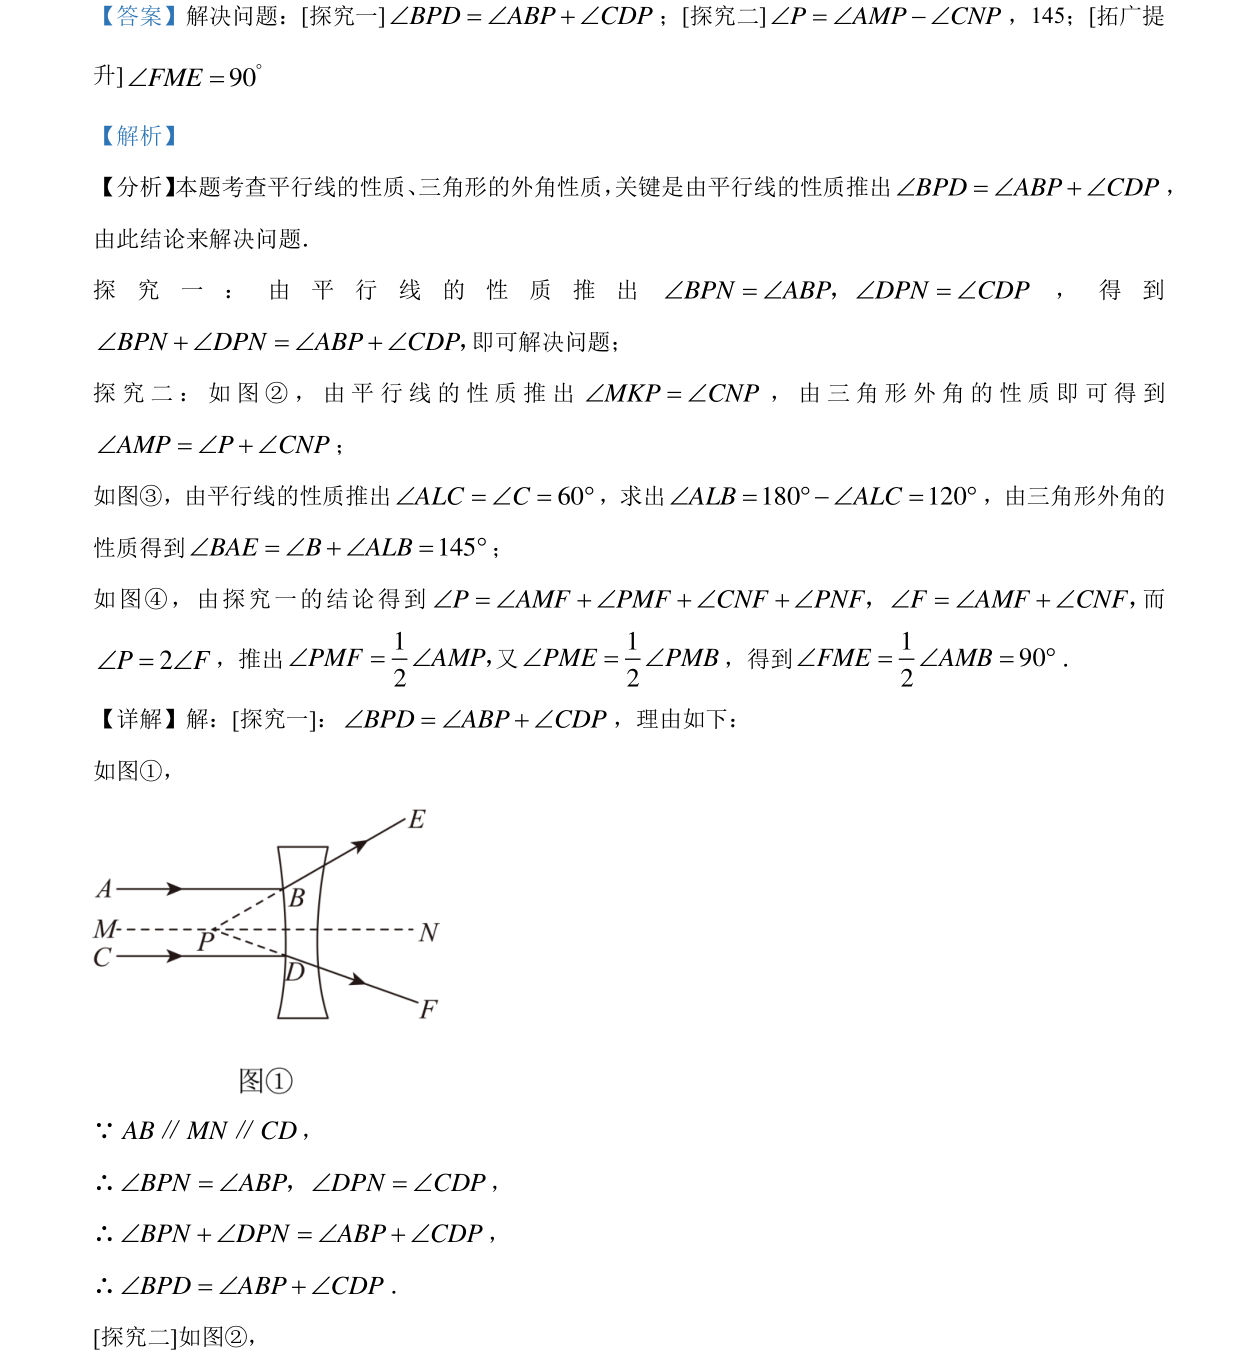 【答案】解决问题：[探究一]∠BPD = ∠ABP + ∠CDP；[探究二]∠P = ∠AMP − ∠CNP，145；[拓广提
升]∠FME = 90°
【解析】
【分析】本题考查平行线的性质、三角形的外角性质，关键是由平行线的性质推出∠BPD = ∠ABP + ∠CDP，
由此结论来解决问题．
探究一：由平行线的性质推出∠BPN = ∠ABP，∠DPN = ∠CDP，得到
∠BPN + ∠DPN = ∠ABP + ∠CDP，即可解决问题；
探究二：如图②，由平行线的性质推出∠MKP = ∠CNP，由三角形外角的性质即可得到
∠AMP = ∠P + ∠CNP；
如图③，由平行线的性质推出∠ALC = ∠C = 60°，求出∠ALB = 180° − ∠ALC = 120°，由三角形外角的
性质得到∠BAE = ∠B + ∠ALB = 145°；
如图④，由探究一的结论得到∠P = ∠AMF + ∠PMF + ∠CNF + ∠PNF，∠F = ∠AMF + ∠CNF，而
∠P = 2∠F，推出∠PMF = 1/2∠AMP，又∠PME = 1/2∠PMB，得到∠FME = 1/2∠AMB = 90°．
【详解】解：[探究一]：∠BPD = ∠ABP + ∠CDP，理由如下：
如图①，
E
A
B
M
P
N
C
D
F
图①
∵ AB // MN // CD，
∴ ∠BPN = ∠ABP，∠DPN = ∠CDP，
∴ ∠BPN + ∠DPN = ∠ABP + ∠CDP，
∴ ∠BPD = ∠ABP + ∠CDP．
[探究二]如图②，